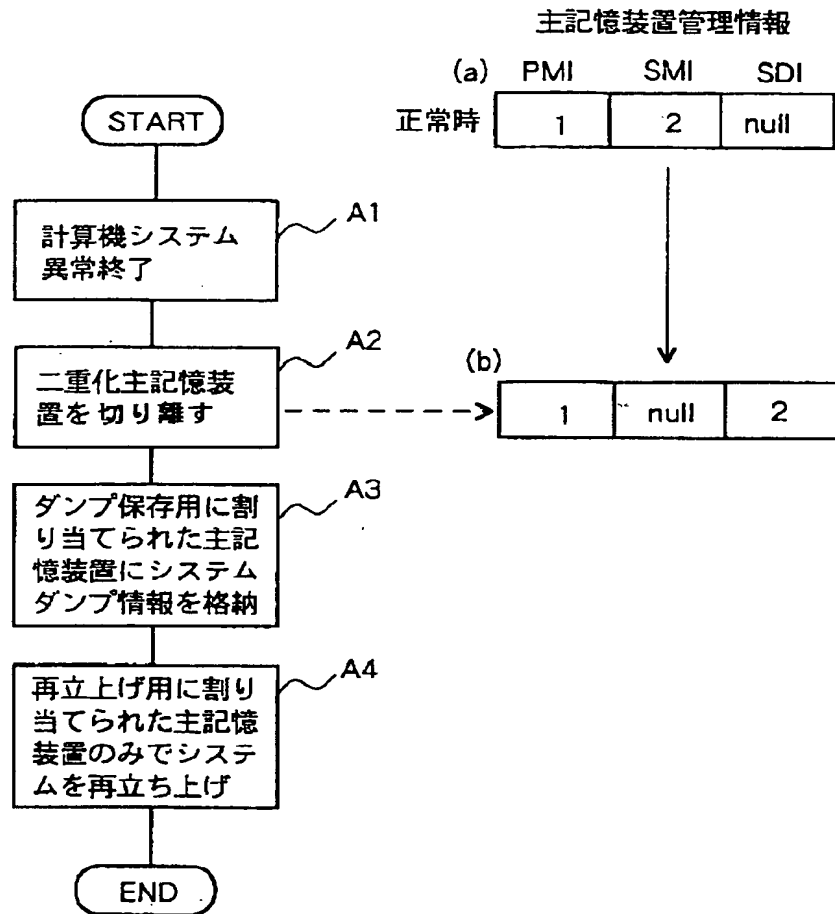 主記憶装置管理情報
(a) PMI SMI SDI
正常時 1 2 null
START
A1
計算機システム
異常終了
A2
二重化主記憶装
置を切り離す
(b)
1 null 2
A3
ダンプ保存用に割
り当てられた主記
憶装置にシステム
ダンプ情報を格納
A4
再立上げ用に割り
当てられた主記憶
装置のみでシステ
ムを再立ち上げ
END